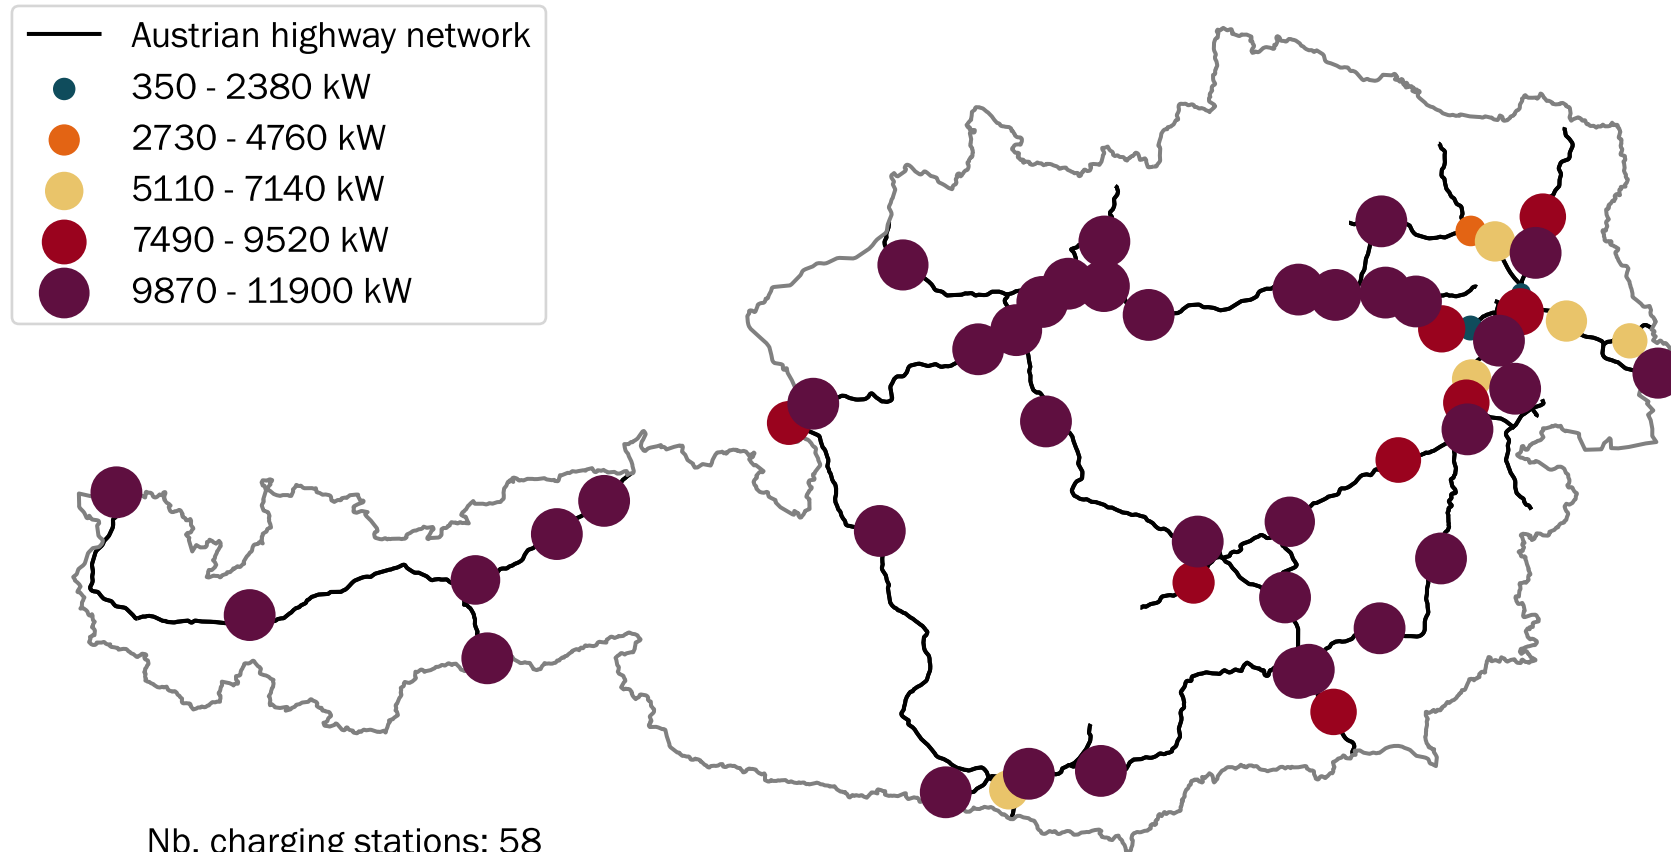 Austrian highway network
350 - 2380 kW
2730 - 4760 kW
5110 - 7140 kW
7490 - 9520 kW
9870 - 11900 kW
Nb. charging stations: 58